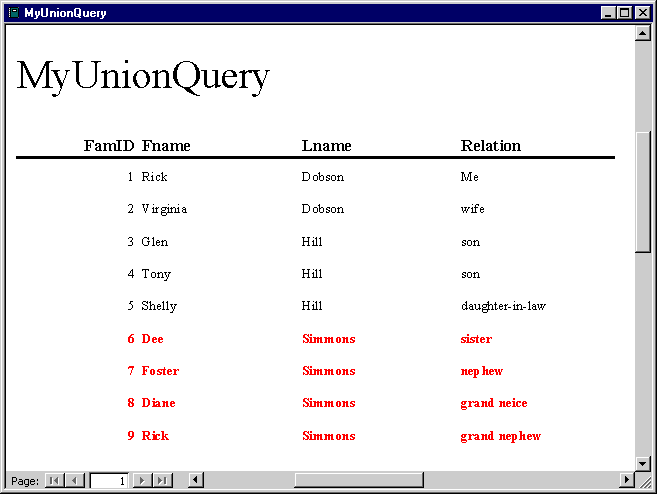 MyUnionQuery
MyUnionQuery
FamID Fname Lname Relation
1 Rick Dobson Me
2 Virginia Dobson wife
3 Glen Hill son
4 Tony Hill son
5 Shelly Hill daughter-in-law
6 Dee Simmons sister
7 Foster Simmons nephew
8 Diane Simmons grand neice
9 Rick Simmons grand nephew
Page: 1